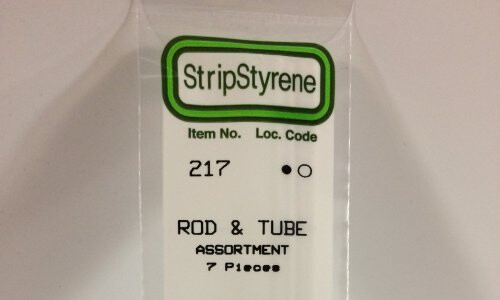 StripStyrene
Item No. Loc. Code
217 ●○
ROD & TUBE
ASSORTMENT
7 Pieces